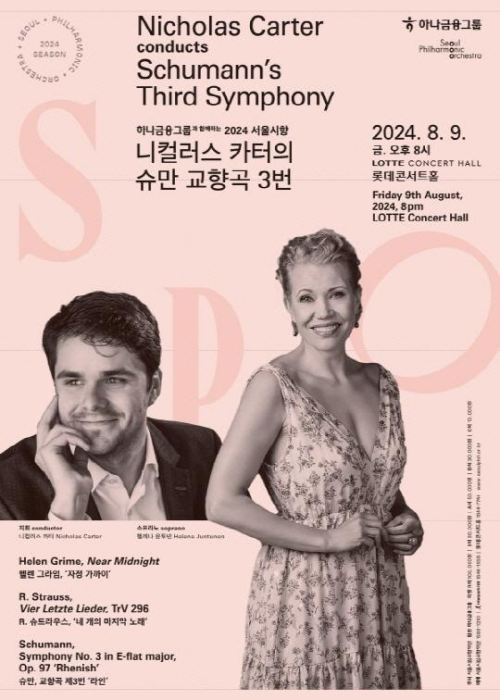 SEOUL PHILHARMONIC ORCHESTRA
2024
SEASON
Nicholas Carter
conducts
Schumann's
Third Symphony
하나금융그룹
Seoul
Philharmonic
orchestra
하나금융그룹과 함께하는 2024 서울시향
니컬러스 카터의
슈만 교향곡 3번
2024. 8. 9.
금. 오후 8시
LOTTE CONCERT HALL
롯데콘서트홀
Friday 9th August,
2024, 8pm
LOTTE Concert Hall
S
P
O
지휘 conductor
니컬러스 카터 Nicholas Carter
소프라노 soprano
헬레나 윤투넨 Helena Juntunen
Helen Grime, Near Midnight
헬렌 그라임, '자정 가까이'
R. Strauss,
Vier Letzte Lieder, TrV 296
R. 슈트라우스, '네 개의 마지막 노래'
Schumann,
Symphony No. 3 in E-flat major,
Op. 97 'Rhenish'
슈만, 교향곡 제3번 '라인'